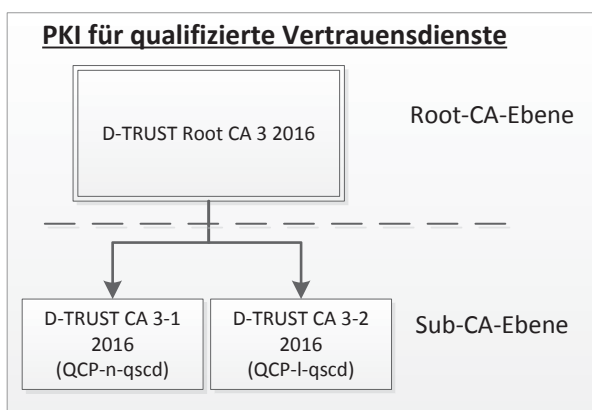 PKI für qualifizierte Vertrauensdienste
D-TRUST Root CA 3 2016
Root-CA-Ebene
D-TRUST CA 3-1
2016
(QCP-n-qscd)
D-TRUST CA 3-2
2016
(QCP-l-qscd)
Sub-CA-Ebene